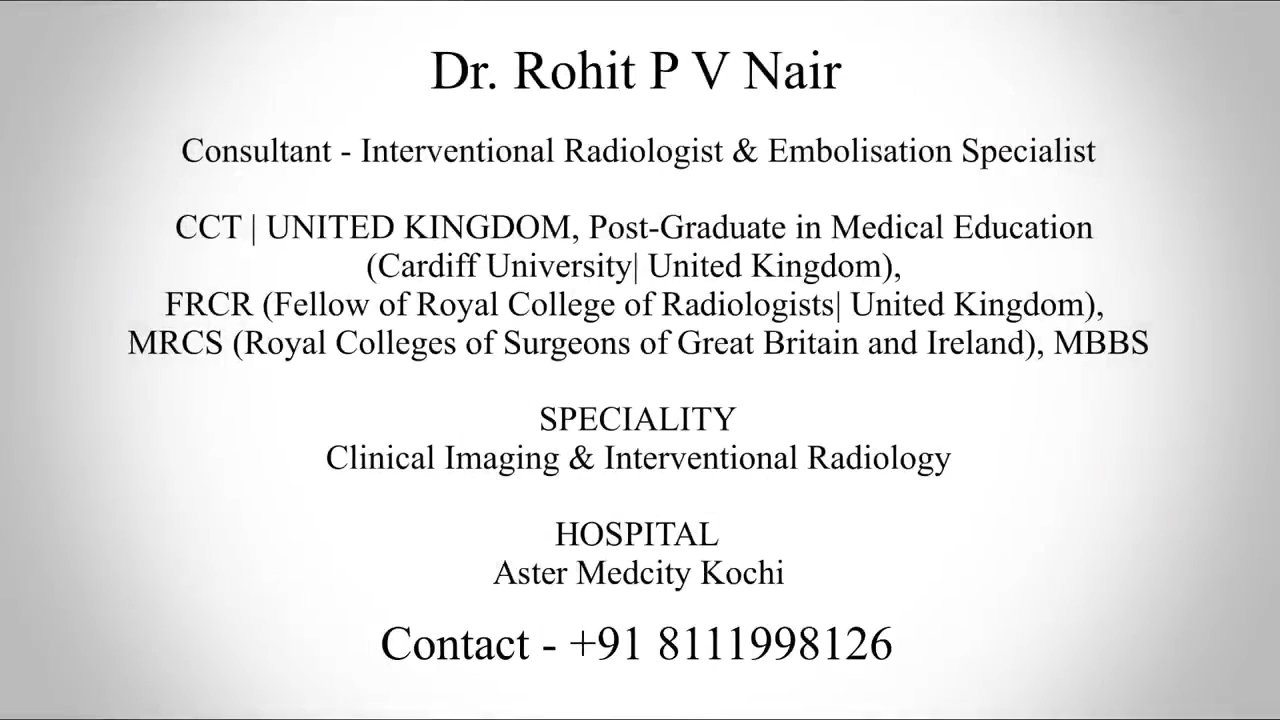 Dr. Rohit P V Nair
Consultant - Interventional Radiologist & Embolisation Specialist
CCT | UNITED KINGDOM, Post-Graduate in Medical Education
(Cardiff University| United Kingdom),
FRCR (Fellow of Royal College of Radiologists| United Kingdom),
MRCS (Royal Colleges of Surgeons of Great Britain and Ireland), MBBS
SPECIALITY
Clinical Imaging & Interventional Radiology
HOSPITAL
Aster Medcity Kochi
Contact - +91 8111998126